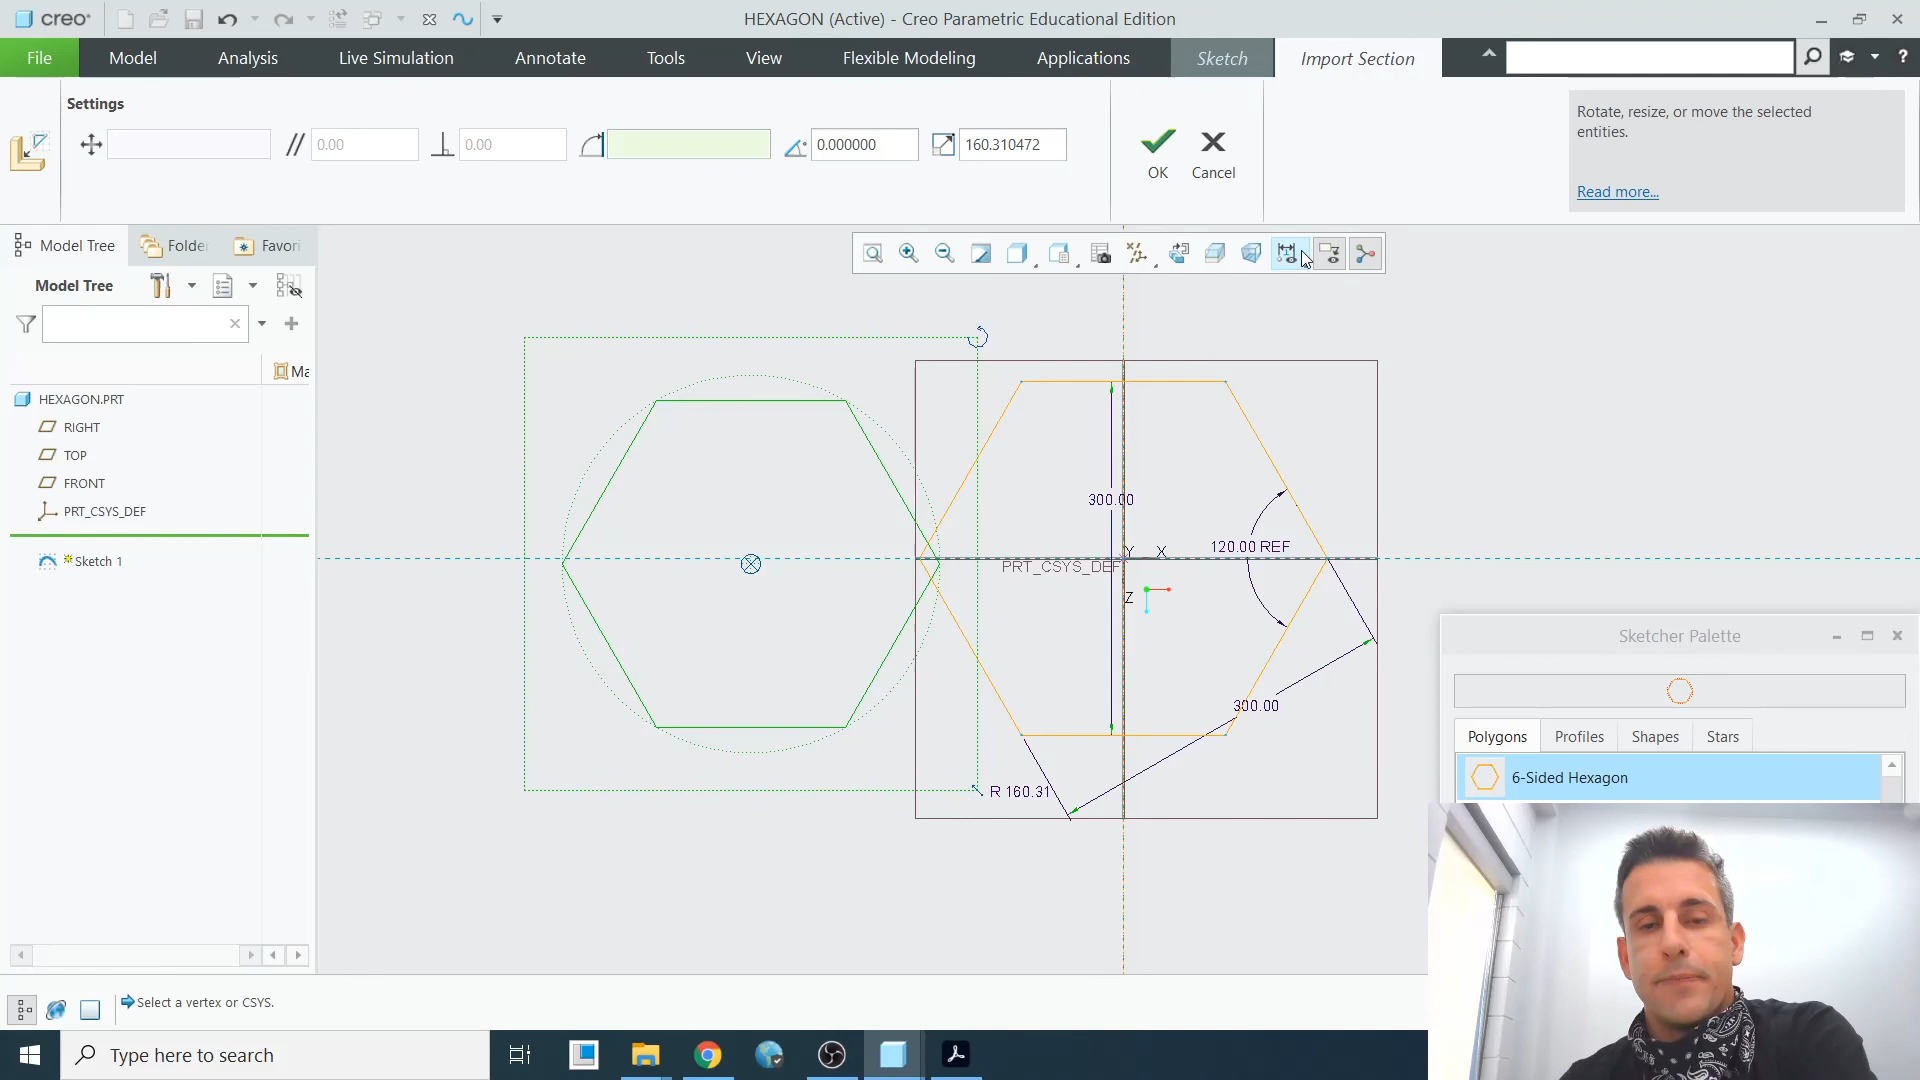 creo
HEXAGON (Active) - Creo Parametric Educational Edition
File
Model
Analysis
Live Simulation
Annotate
Tools
View
Flexible Modeling
Applications
Sketch
Import Section
Settings
0.00
0.00
0.000000
160.310472
OK
Cancel
Rotate, resize, or move the selected
entities.
Read more...
Model Tree
Folder
Favori
Model Tree
Ma
HEXAGON.PRT
RIGHT
TOP
FRONT
PRT_CSYS_DEF
Sketch 1
300.00
120.00 REF
Y
X
PRT_CSYS_DEF
Z
300.00
R 160.31
Sketcher Palette
Polygons
Profiles
Shapes
Stars
6-Sided Hexagon
Select a vertex or CSYS.
Type here to search